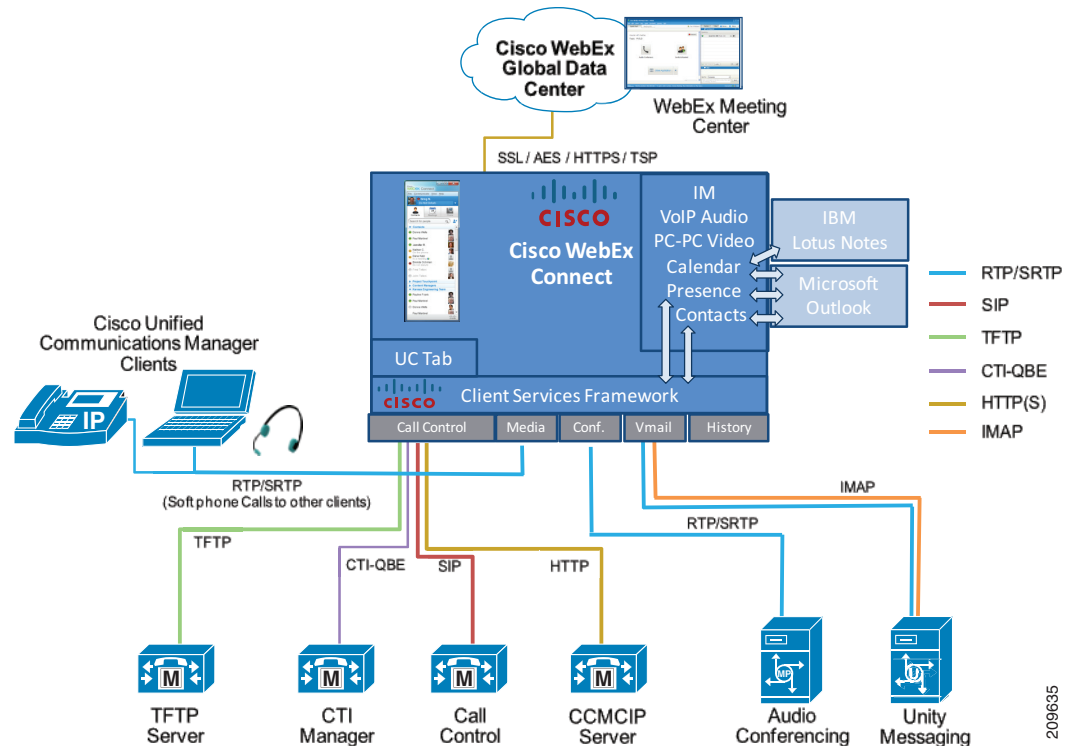 Cisco WebEx
Global Data
Center
WebEx Meeting
Center
SSL / AES / HTTPS / TSP
CISCO
Cisco WebEx
Connect
IM
VoIP Audio
PC-PC Video
Calendar
Presence
Contacts
IBM
Lotus Notes
Microsoft
Outlook
UC Tab
CISCO
Client Services Framework
Call Control
Media
Conf.
Vmail
History
RTP/SRTP
SIP
TFTP
CTI-QBE
HTTP(S)
IMAP
Cisco Unified
Communications Manager
Clients
IP
RTP/SRTP
(Soft phone Calls to other clients)
TFTP
CTI-QBE
SIP
HTTP
RTP/SRTP
IMAP
M
M
M
M
MP
U
TFTP
Server
CTI
Manager
Call
Control
CCMCIP
Server
Audio
Conferencing
Unity
Messaging
209635